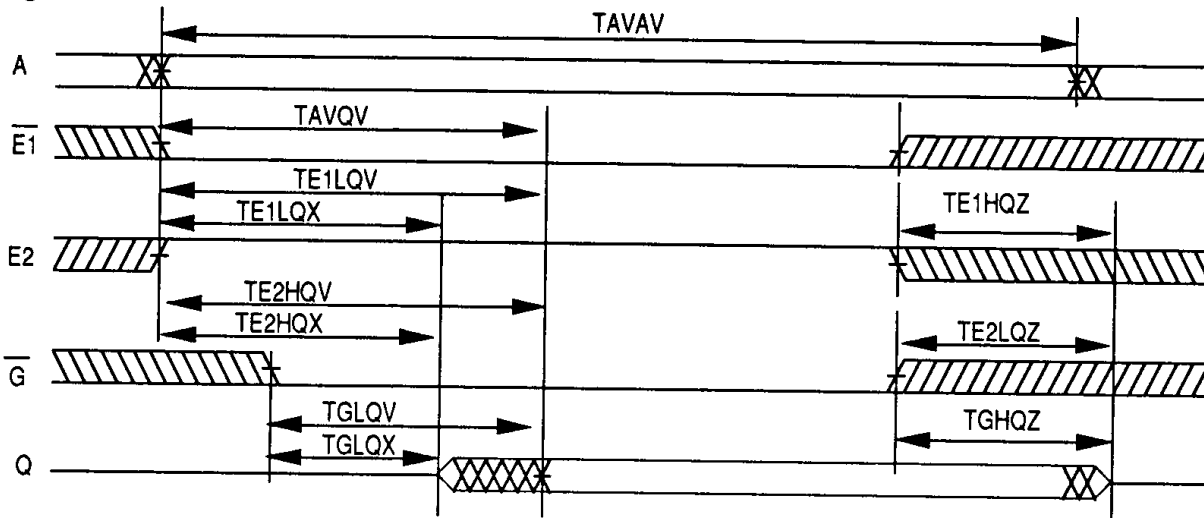 TAVAV
A
TAVQV
E1
TE1LQV
TE1LQX
TE1HQZ
E2
TE2HQV
TE2HQX
TE2LQZ
G
TGLQV
TGHQZ
TGLQX
Q